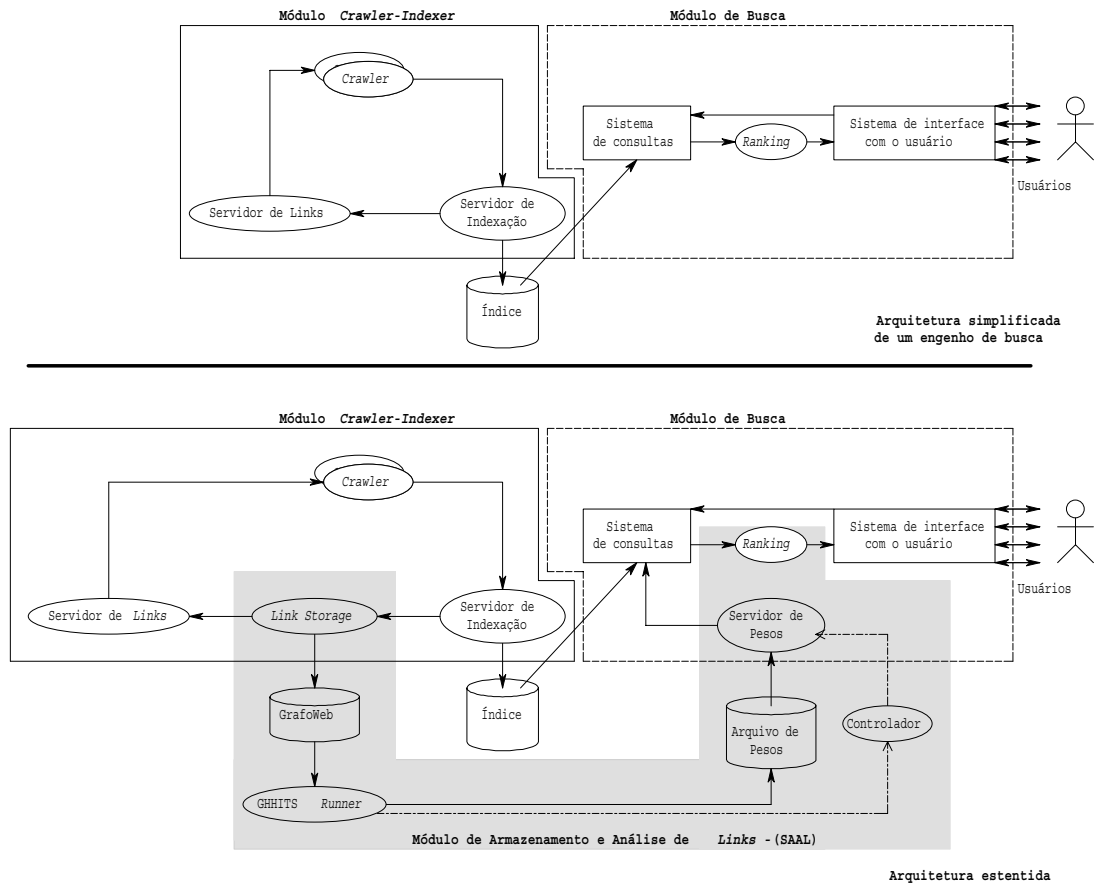 Módulo Crawler-Indexer
Módulo de Busca
Crawler
Sistema
de consultas
Ranking
Sistema de interface
com o usuário
Usuários
Servidor de Links
Servidor de
Indexação
Índice
Arquitetura simplificada
de um engenho de busca
Módulo Crawler-Indexer
Módulo de Busca
Crawler
Sistema
de consultas
Ranking
Sistema de interface
com o usuário
Usuários
Servidor de Links
Link Storage
Servidor de
Indexação
Servidor de
Pesos
GrafoWeb
Índice
Arquivo de
Pesos
Controlador
GHHITS Runner
Módulo de Armazenamento e Análise de Links -(SAAL)
Arquitetura estentida